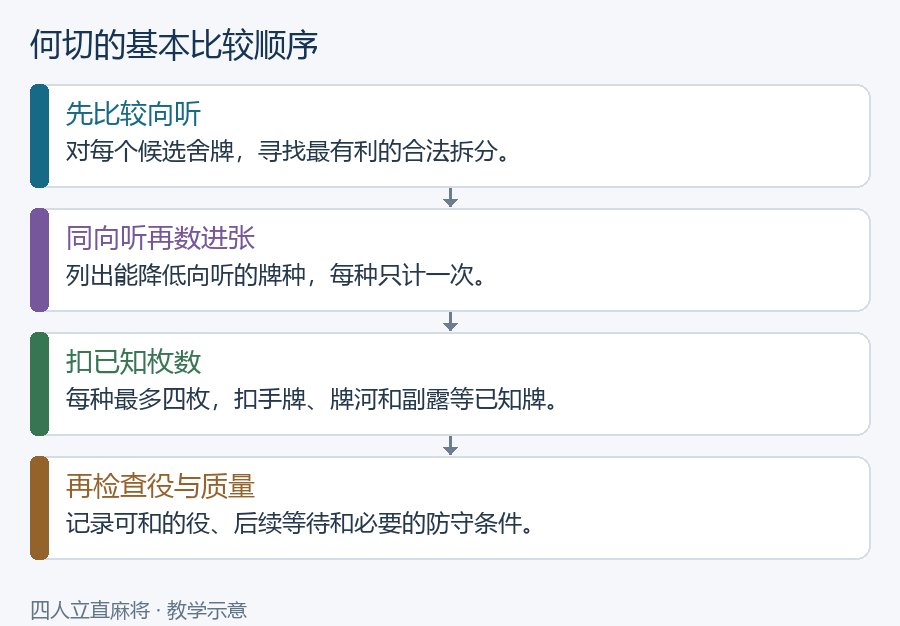 何切的基本比较顺序
先比较向听
对每个候选舍牌，寻找最有利的合法拆分。
同向听再数进张
列出能降低向听的牌种，每种只计一次。
扣已知枚数
每种最多四枚，扣手牌、牌河和副露等已知牌。
再检查役与质量
记录可和的役、后续等待和必要的防守条件。
四人立直麻将 · 教学示意